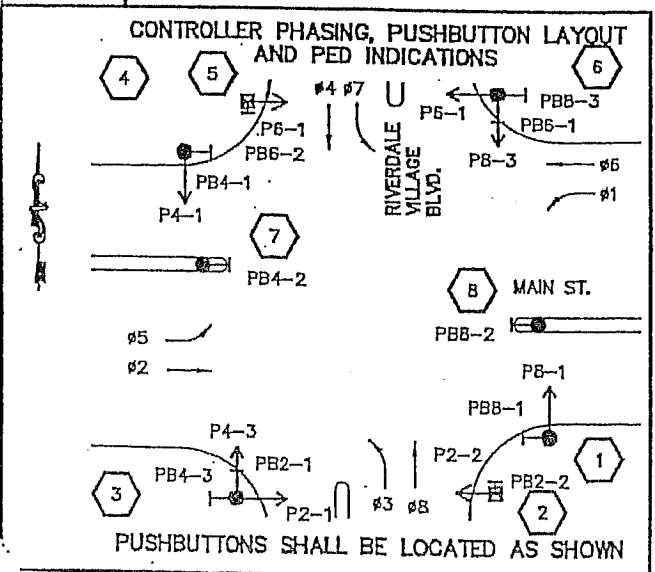 CONTROLLER PHASING, PUSHBUTTON LAYOUT
AND PED INDICATIONS
4
5
6
ø4 ø7
P6-1
PB8-3
P6-1
PB6-1
PB6-2
P8-3
ø6
PB4-1
ø1
P4-1
RIVERDALE
VILLAGE
BLVD.
7
PB4-2
8
MAIN ST.
PB8-2
ø5
ø2
P8-1
PB8-1
P4-3
P2-2
PB4-3
PB2-1
PB2-2
1
3
P2-1
ø3
ø8
2
PUSHBUTTONS SHALL BE LOCATED AS SHOWN